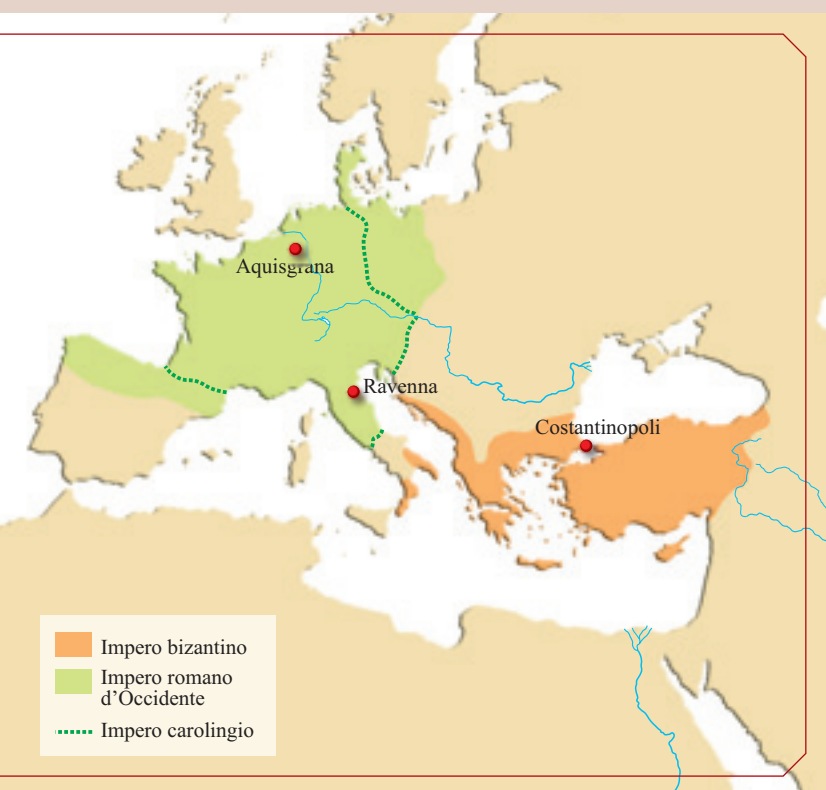 Aquisgrana
Ravenna
Costantinopoli
Impero bizantino
Impero romano
d'Occidente
Impero carolingio